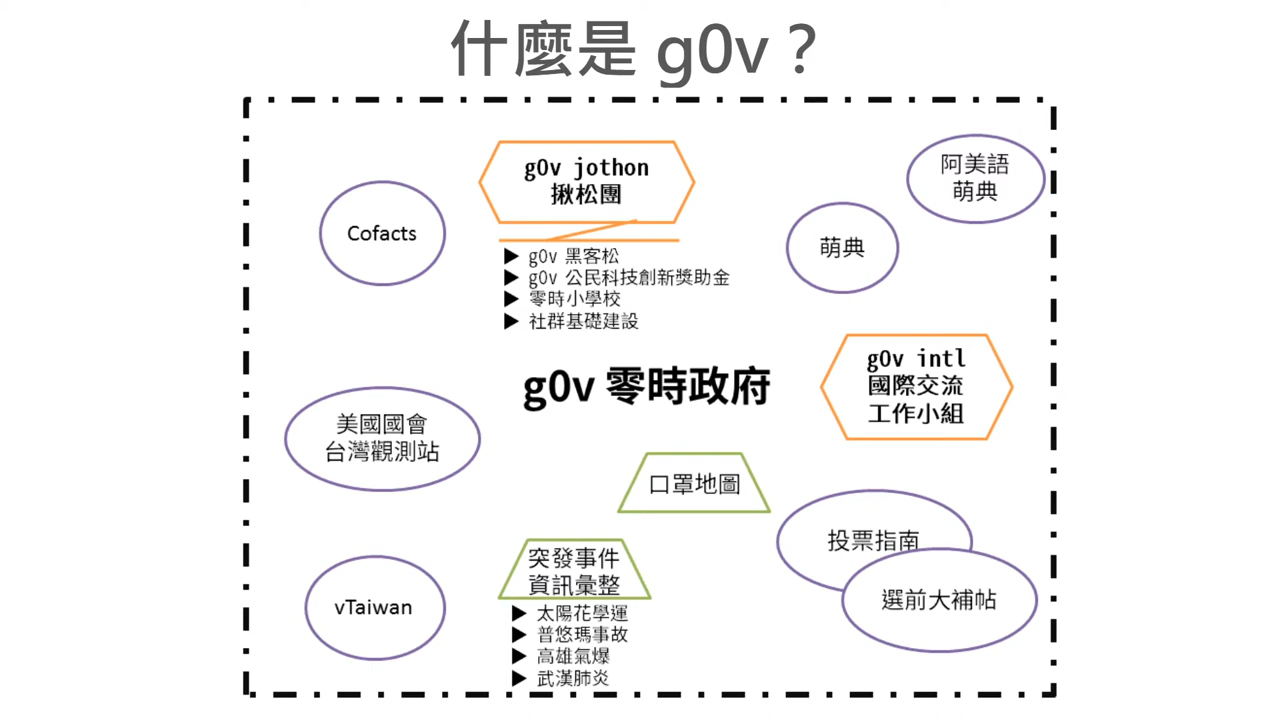 什麼是 g0v？
阿美語
萌典
g0v jothon
揪松團
Cofacts
萌典
▶ g0v 黑客松
▶ g0v 公民科技創新獎助金
▶ 零時小學校
▶ 社群基礎建設
g0v 零時政府
g0v intl
國際交流
工作小組
美國國會
台灣觀測站
口罩地圖
投票指南
突發事件
資訊彙整
選前大補帖
vTaiwan
▶ 太陽花學運
▶ 普悠瑪事故
▶ 高雄氣爆
▶ 武漢肺炎